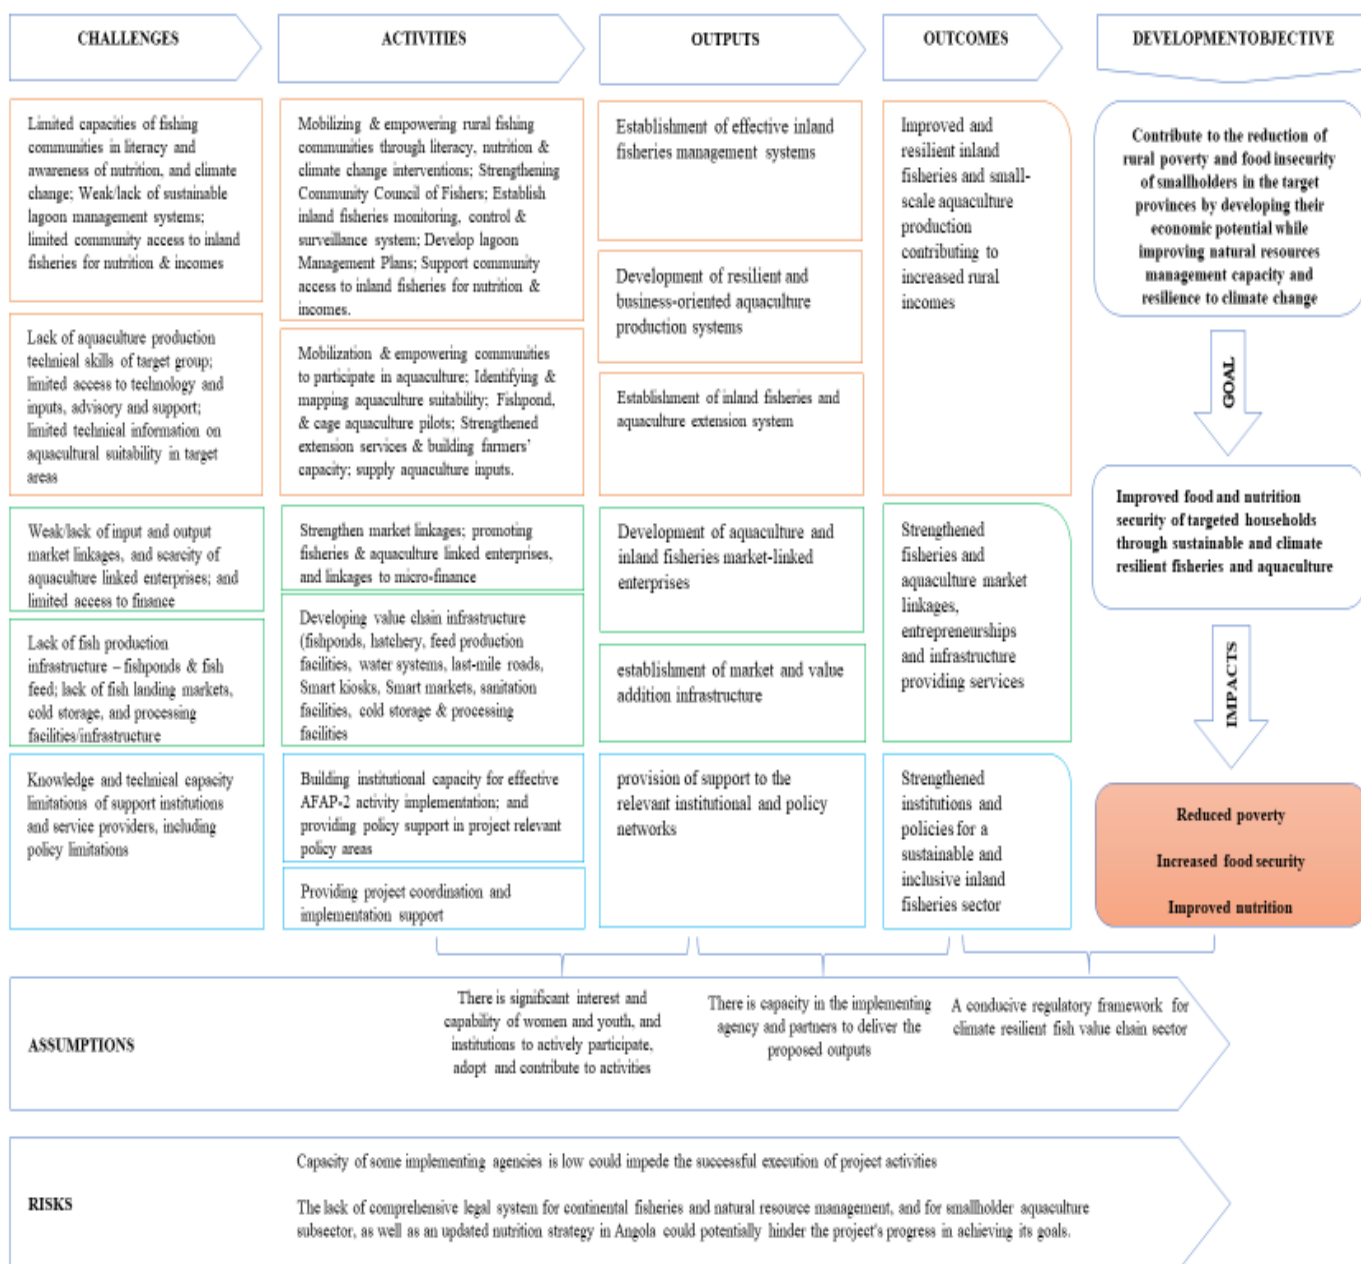 CHALLENGES
ACTIVITIES
OUTPUTS
OUTCOMES
DEVELOPMENTOBJECTIVE
Limited capacities of fishing
communities in literacy and
awareness of nutrition, and climate
change; Weak/lack of sustainable
lagoon management systems;
limited community access to inland
fisheries for nutrition & incomes
Lack of aquaculture production
technical skills of target group;
limited access to technology and
inputs, advisory and support;
limited technical information on
aquacultural suitability in target
areas
Weak/lack of input and output
market linkages, and scarcity of
aquaculture linked enterprises; and
limited access to finance
Lack of fish production
infrastructure – fishponds & fish
feed; lack of fish landing markets,
cold storage, and processing
facilities/infrastructure
Knowledge and technical capacity
limitations of support institutions
and service providers, including
policy limitations
Mobilizing & empowering rural fishing
communities through literacy, nutrition &
climate change interventions; Strengthening
Community Council of Fishers; Establish
inland fisheries monitoring, control &
surveillance system; Develop lagoon
Management Plans; Support community
access to inland fisheries for nutrition &
incomes.
Mobilization & empowering communities
to participate in aquaculture; Identifying &
mapping aquaculture suitability; Fishpond,
& cage aquaculture pilots; Strengthened
extension services & building farmers’
capacity; supply aquaculture inputs.
Strengthen market linkages; promoting
fisheries & aquaculture linked enterprises,
and linkages to micro-finance
Developing value chain infrastructure
(fishponds, hatchery, feed production
facilities, water systems, last-mile roads,
Smart kiosks, Smart markets, sanitation
facilities, cold storage & processing
facilities
Building institutional capacity for effective
AFAP-2 activity implementation; and
providing policy support in project relevant
policy areas
Providing project coordination and
implementation support
Establishment of effective inland
fisheries management systems
Development of resilient and
business-oriented aquaculture
production systems
Establishment of inland fisheries and
aquaculture extension system
Development of aquaculture and
inland fisheries market-linked
enterprises
establishment of market and value
addition infrastructure
provision of support to the
relevant institutional and policy
networks
Improved and
resilient inland
fisheries and small-
scale aquaculture
production
contributing to
increased rural
incomes
Strengthened
fisheries and
aquaculture market
linkages,
entrepreneurships
and infrastructure
providing services
Strengthened
institutions and
policies for a
sustainable and
inclusive inland
fisheries sector
Contribute to the reduction of
rural poverty and food insecurity
of smallholders in the target
provinces by developing their
economic potential while
improving natural resources
management capacity and
resilience to climate change
GOAL
Improved food and nutrition
security of targeted households
through sustainable and climate
resilient fisheries and aquaculture
IMPACTS
Reduced poverty
Increased food security
Improved nutrition
ASSUMPTIONS
There is significant interest and
capability of women and youth, and
institutions to actively participate,
adopt and contribute to activities
There is capacity in the implementing
agency and partners to deliver the
proposed outputs
A conducive regulatory framework for
climate resilient fish value chain sector
RISKS
Capacity of some implementing agencies is low could impede the successful execution of project activities
The lack of comprehensive legal system for continental fisheries and natural resource management, and for smallholder aquaculture
subsector, as well as an updated nutrition strategy in Angola could potentially hinder the project's progress in achieving its goals.